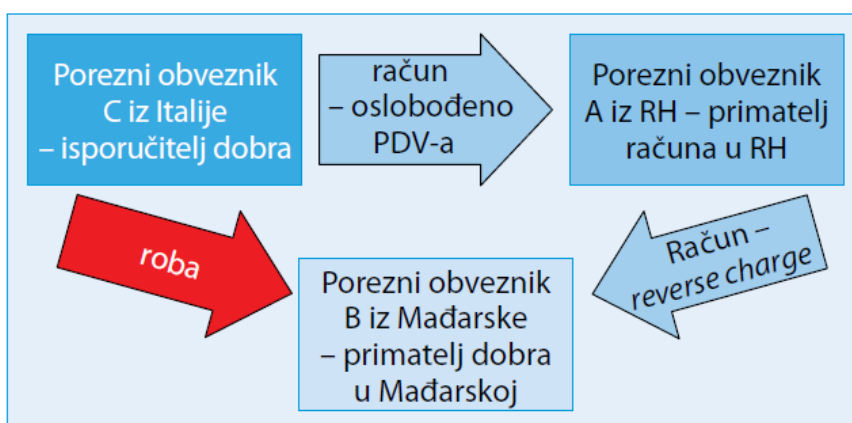 Porezni obveznik
C iz Italije
– isporučitelj dobra
račun
– oslobođeno
PDV-a
Porezni obveznik
A iz RH – primatelj
računa u RH
roba
Porezni obveznik
B iz Mađarske
– primatelj dobra
u Mađarskoj
Račun –
reverse charge